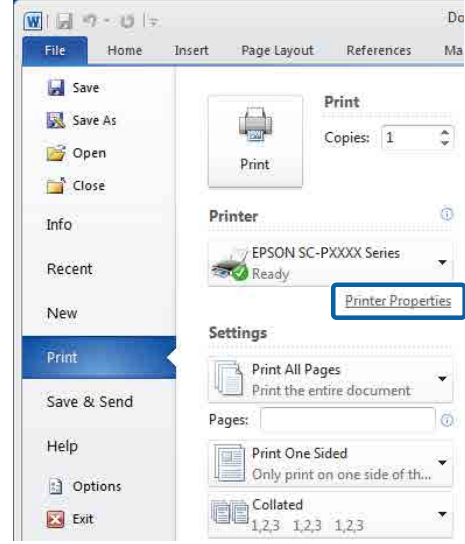 W
Do
File Home Insert Page Layout References Ma
Save
Save As
Open
Close
Info
Recent
New
Print
Save & Send
Help
Options
Exit
Print
Print
Copies: 1
Printer
EPSON SC-PXXXX Series
Ready
Printer Properties
Settings
Print All Pages
Print the entire document
Pages:
Print One Sided
Only print on one side of th...
Collated
1,2,3 1,2,3 1,2,3